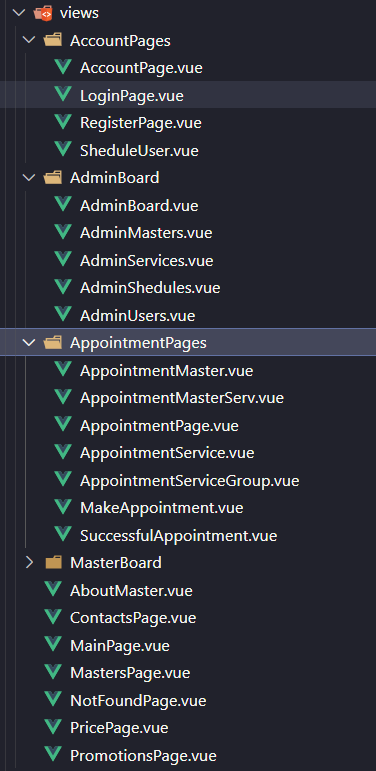 views
AccountPages
AccountPage.vue
LoginPage.vue
RegisterPage.vue
SheduleUser.vue
AdminBoard
AdminBoard.vue
AdminMasters.vue
AdminServices.vue
AdminShedules.vue
AdminUsers.vue
AppointmentPages
AppointmentMaster.vue
AppointmentMasterServ.vue
AppointmentPage.vue
AppointmentService.vue
AppointmentServiceGroup.vue
MakeAppointment.vue
SuccessfulAppointment.vue
MasterBoard
AboutMaster.vue
ContactsPage.vue
MainPage.vue
MastersPage.vue
NotFoundPage.vue
PricePage.vue
PromotionsPage.vue